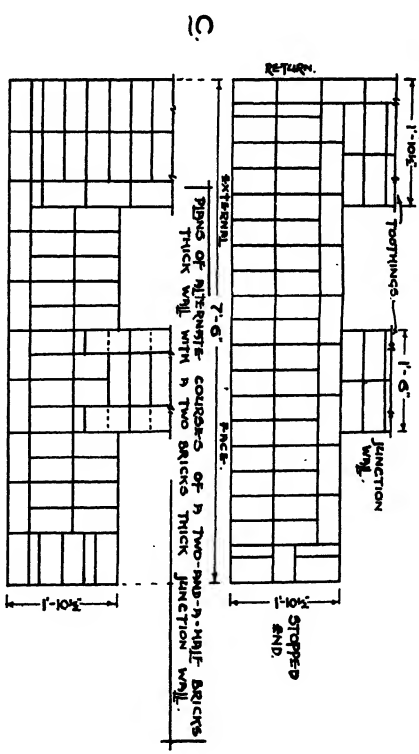 C.
RETURN.
1'-10½"
TOOTHINGS.
1'-6"
JUNCTION
WALL.
1'-10½"
STOPPED
END.
EXTERNAL FACE.
7'-6"
PLANS OF ALTERNATE COURSES OF A TWO-AND-A-HALF BRICKS
THICK WALL WITH A TWO BRICKS THICK JUNCTION WALL.
1'-10½"